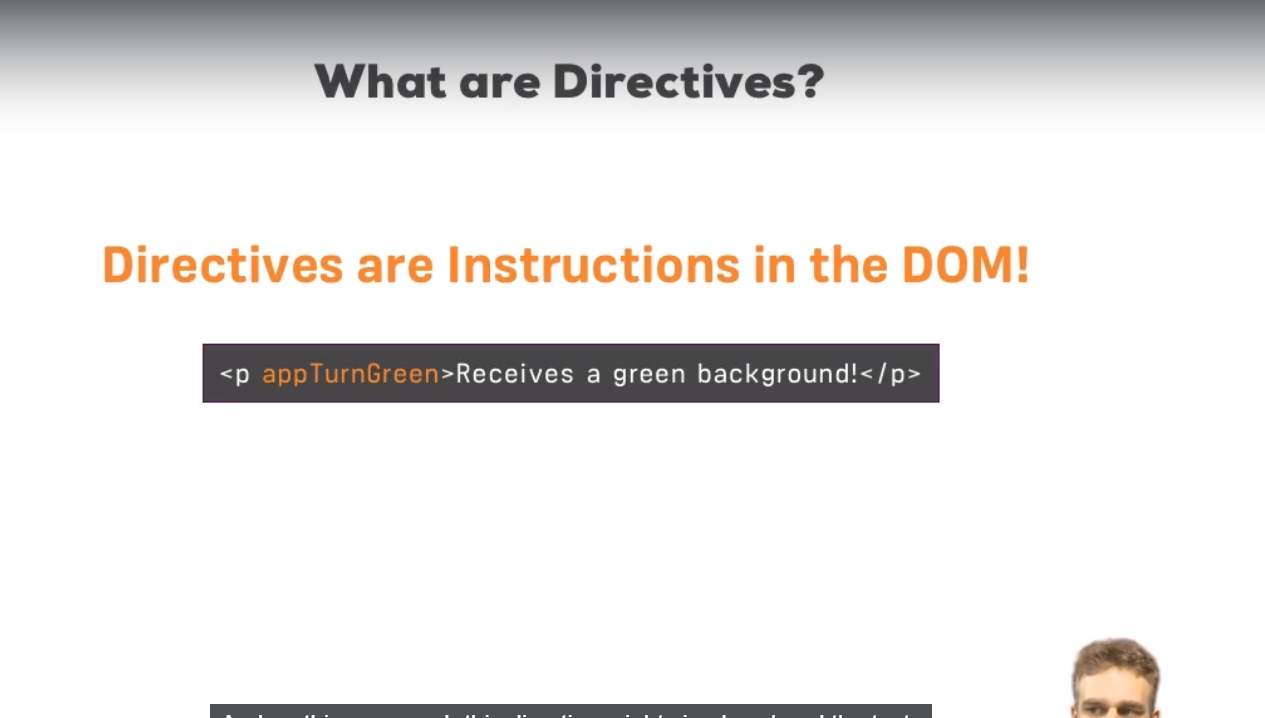 What are Directives?
Directives are Instructions in the DOM!
<p appTurnGreen>Receives a green background!</p>